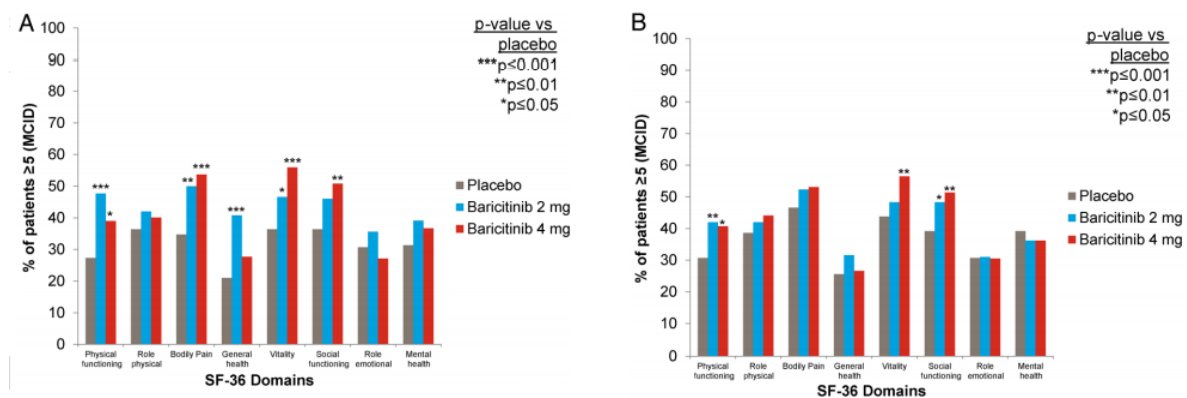 A
p-value vs
placebo
***p≤0.001
**p≤0.01
*p≤0.05
% of patients ≥5 (MCID)
100
90
80
70
60
50
40
30
20
10
0
***
*
**
***
***
*
***
**
Placebo
Baricitinib 2 mg
Baricitinib 4 mg
Physical functioning
Role physical
Bodily Pain
General health
Vitality
Social functioning
Role emotional
Mental health
SF-36 Domains
B
p-value vs
placebo
***p≤0.001
**p≤0.01
*p≤0.05
% of patients ≥5 (MCID)
100
90
80
70
60
50
40
30
20
10
0
**
*
**
*
**
Placebo
Baricitinib 2 mg
Baricitinib 4 mg
Physical functioning
Role physical
Bodily Pain
General health
Vitality
Social functioning
Role emotional
Mental health
SF-36 Domains